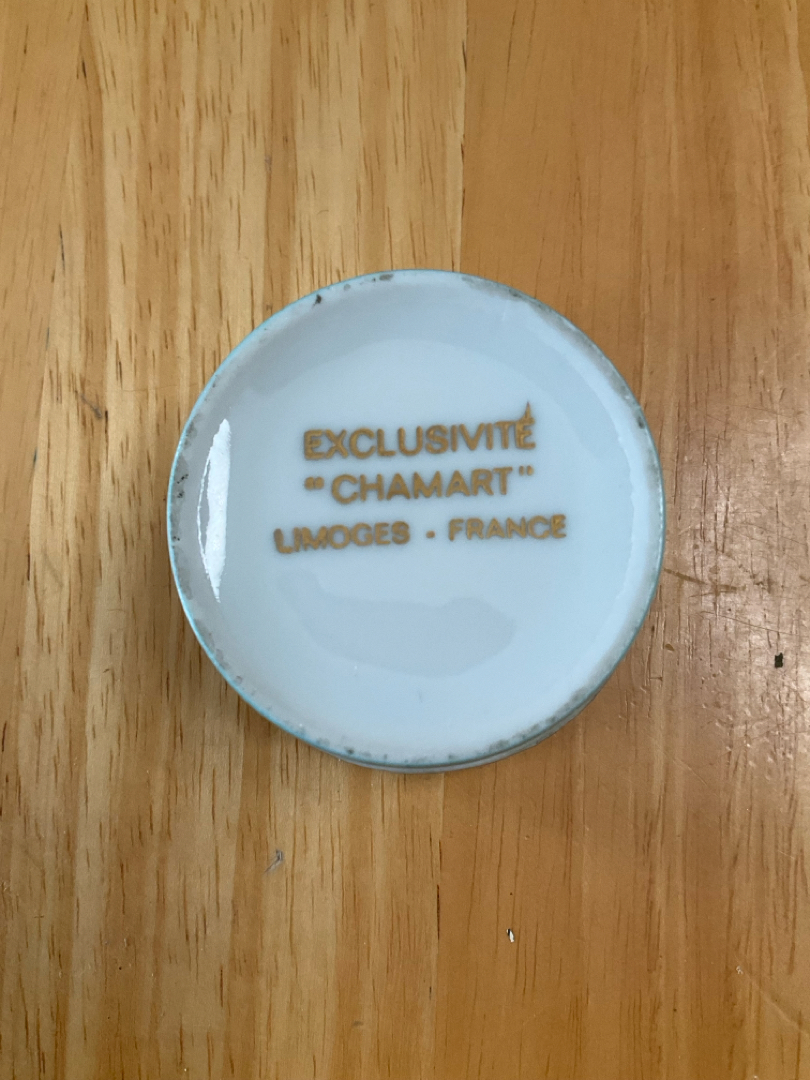 EXCLUSIVITÉ
"CHAMART"
LIMOGES - FRANCE